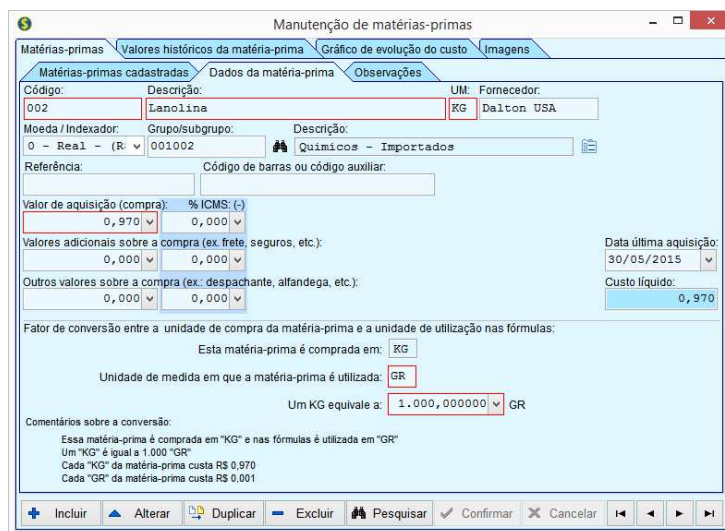 Manutenção de matérias-primas
Matérias-primas Valores históricos da matéria-prima Gráfico de evolução do custo Imagens
Matérias-primas cadastradas Dados da matéria-prima Observações
Código: Descrição: UM: Fornecedor:
002 Lanolina KG Dalton USA
Moeda / Indexador: Grupo/subgrupo: Descrição:
0 - Real - (R$ 001002 Quimicos - Importados
Referência: Código de barras ou código auxiliar:
Valor de aquisição (compra): % ICMS: (-)
0,970 0,000
Valores adicionais sobre a compra (ex. frete, seguros, etc.): Data última aquisição:
0,000 0,000 30/05/2015
Outros valores sobre a compra (ex.: despachante, alfandega, etc.): Custo líquido:
0,000 0,000 0,970
Fator de conversão entre a unidade de compra da matéria-prima e a unidade de utilização nas fórmulas:
Esta matéria-prima é comprada em: KG
Unidade de medida em que a matéria-prima é utilizada: GR
Um KG equivale a: 1.000,000000 GR
Comentários sobre a conversão:
Essa matéria-prima é comprada em "KG" e nas fórmulas é utilizada em "GR"
Um "KG" é igual a 1.000 "GR"
Cada "KG" da matéria-prima custa R$ 0,970
Cada "GR" da matéria-prima custa R$ 0,001
Incluir Alterar Duplicar Excluir Pesquisar Confirmar Cancelar